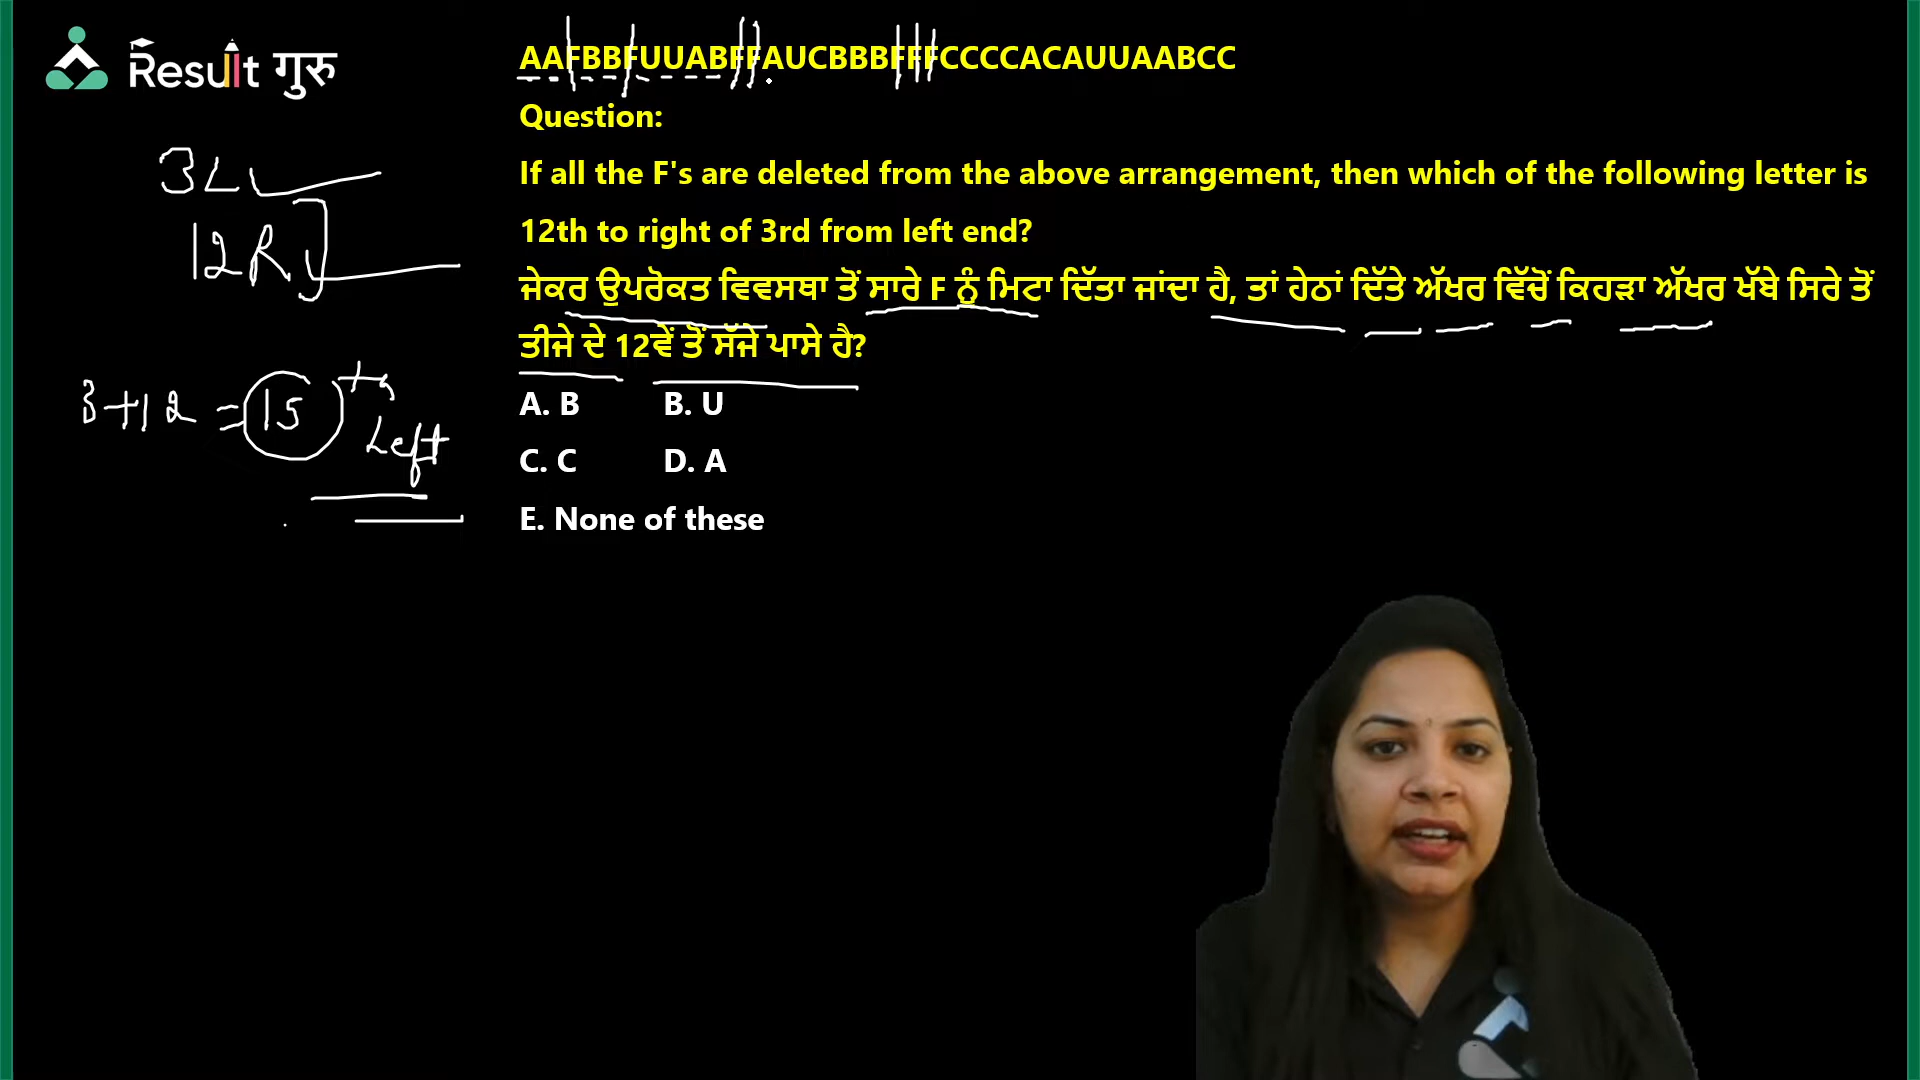 Result गुरु
AAFBBFUUABFFAUCBBBFFFCCCCACAUUAABCC
Question:
If all the F's are deleted from the above arrangement, then which of the following letter is
12th to right of 3rd from left end?
ਜੇਕਰ ਉਪਰੋਕਤ ਵਿਵਸਥਾ ਤੋਂ ਸਾਰੇ F ਨੂੰ ਮਿਟਾ ਦਿੱਤਾ ਜਾਂਦਾ ਹੈ, ਤਾਂ ਹੇਠਾਂ ਦਿੱਤੇ ਅੱਖਰ ਵਿੱਚੋਂ ਕਿਹੜਾ ਅੱਖਰ ਖੱਬੇ ਸਿਰੇ ਤੋਂ
ਤੀਜੇ ਦੇ 12ਵੇਂ ਤੋਂ ਸੱਜੇ ਪਾਸੇ ਹੈ?
A. B B. U
C. C D. A
E. None of these
3L
12R
3+12 = 15 th
Left